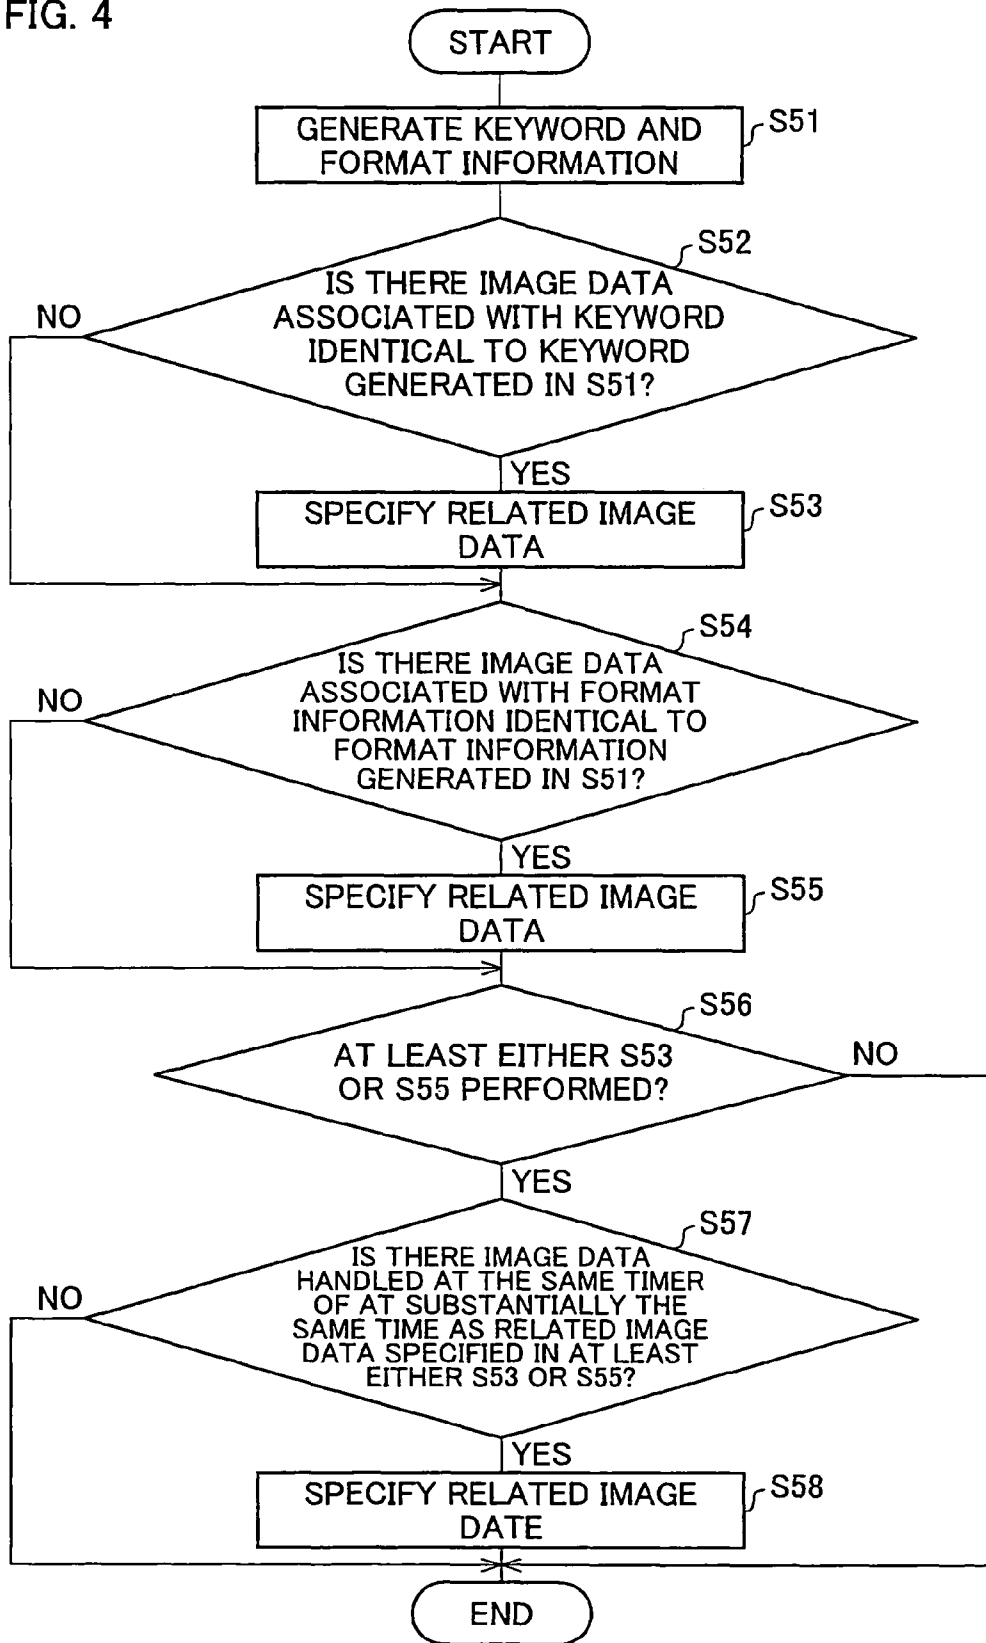 FIG. 4
START
GENERATE KEYWORD AND
FORMAT INFORMATION
S51
S52
IS THERE IMAGE DATA
ASSOCIATED WITH KEYWORD
IDENTICAL TO KEYWORD
GENERATED IN S51?
NO
YES
SPECIFY RELATED IMAGE
DATA
S53
S54
IS THERE IMAGE DATA
ASSOCIATED WITH FORMAT
INFORMATION IDENTICAL TO
FORMAT INFORMATION
GENERATED IN S51?
NO
YES
SPECIFY RELATED IMAGE
DATA
S55
S56
AT LEAST EITHER S53
OR S55 PERFORMED?
NO
YES
S57
IS THERE IMAGE DATA
HANDLED AT THE SAME TIMER
OF AT SUBSTANTIALLY THE
SAME TIME AS RELATED IMAGE
DATA SPECIFIED IN AT LEAST
EITHER S53 OR S55?
NO
YES
SPECIFY RELATED IMAGE
DATE
S58
END